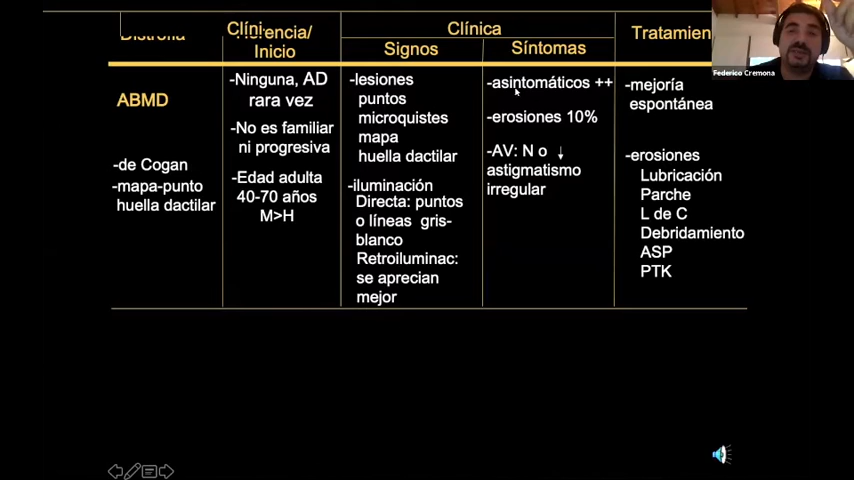 Clíni
Clínica
Tratamien
Distrofia
rencia/
Inicio
Signos
Síntomas
Federico Cremona
ABMD
-de Cogan
-mapa-punto
huella dactilar
-Ninguna, AD
rara vez
-No es familiar
ni progresiva
-Edad adulta
40-70 años
M>H
-lesiones
puntos
microquistes
mapa
huella dactilar
-iluminación
Directa: puntos
o líneas gris-
blanco
Retroiluminac:
se aprecian
mejor
-asintomáticos ++
-erosiones 10%
-AV: N o ↓
astigmatismo
irregular
-mejoría
espontánea
-erosiones
Lubricación
Parche
L de C
Debridamiento
ASP
PTK